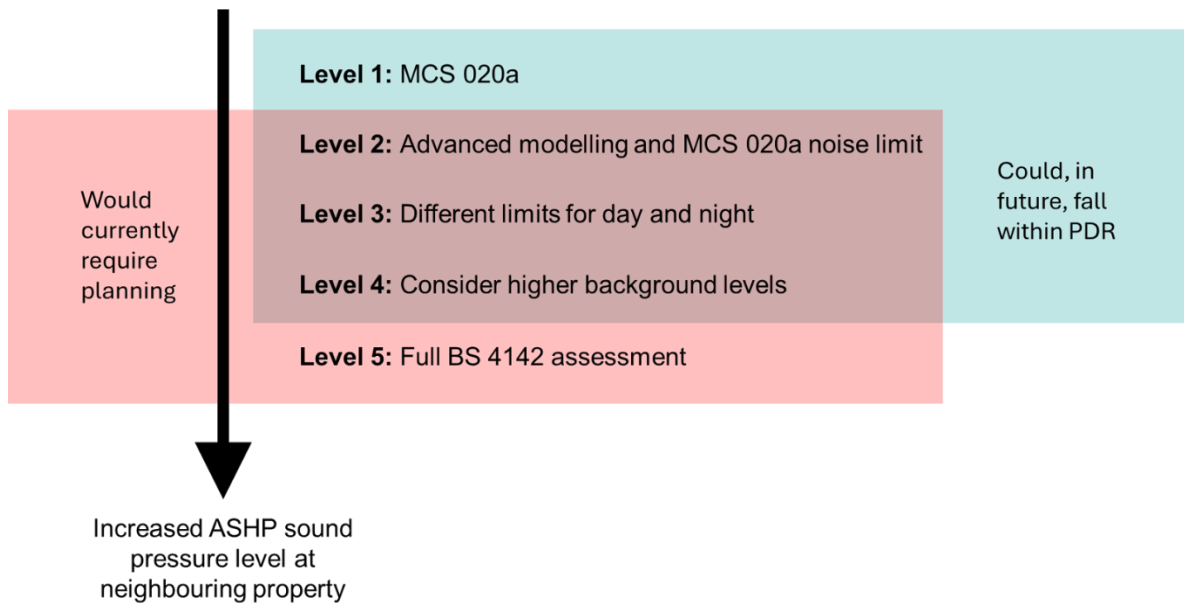 Level 1: MCS 020a
Level 2: Advanced modelling and MCS 020a noise limit
Level 3: Different limits for day and night
Level 4: Consider higher background levels
Level 5: Full BS 4142 assessment
Would
currently
require
planning
Could, in
future, fall
within PDR
Increased ASHP sound
pressure level at
neighbouring property